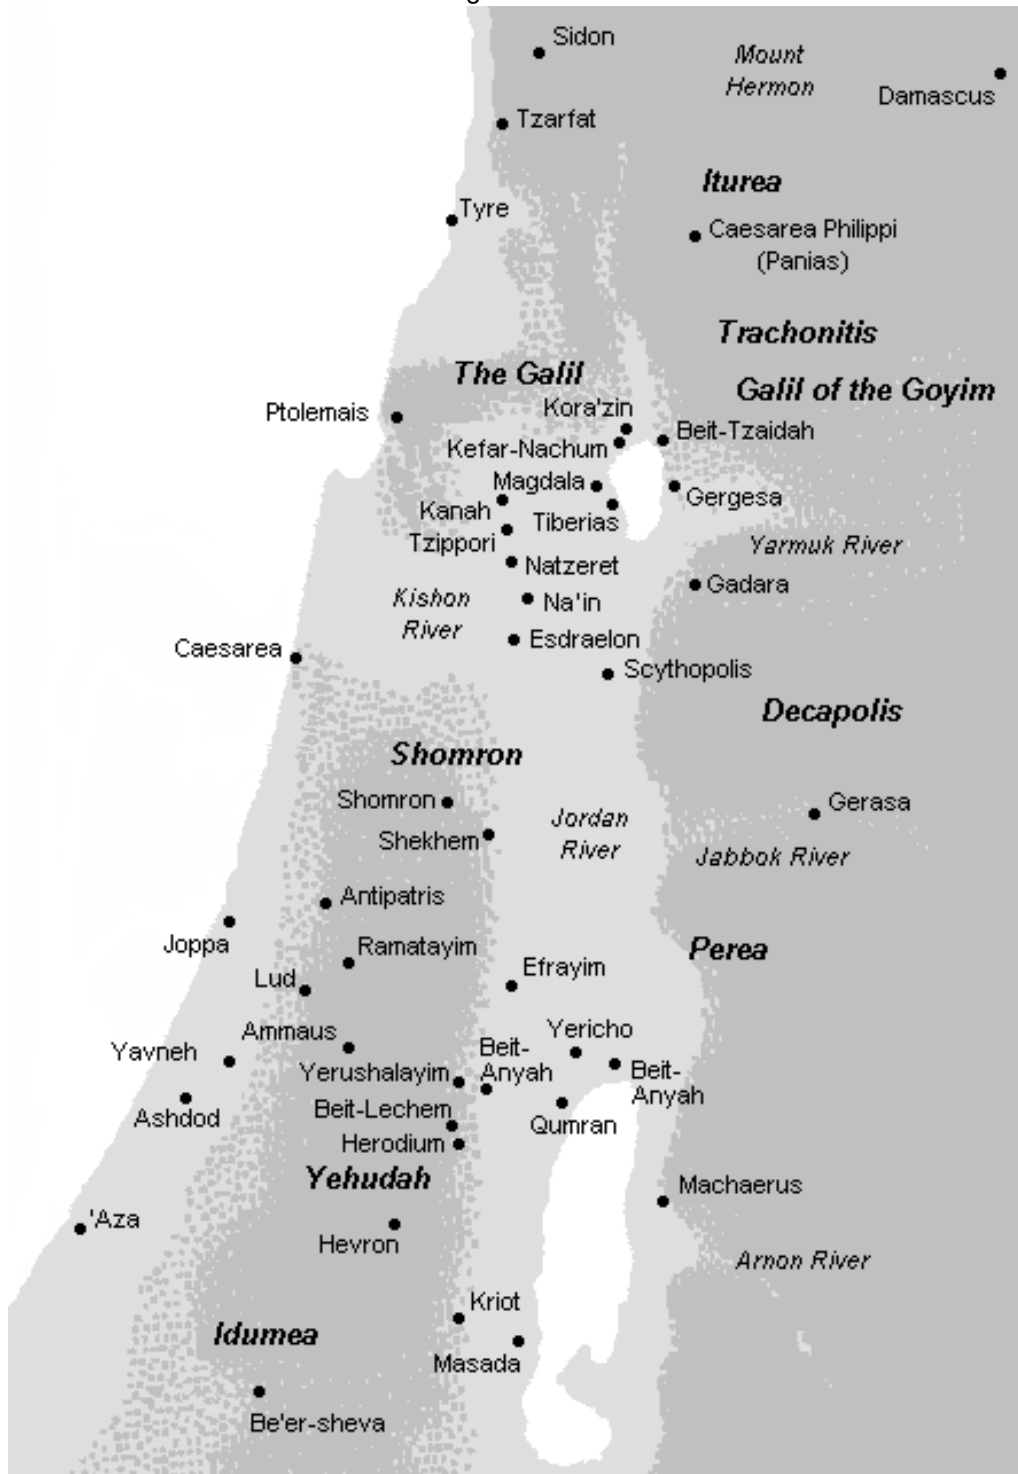 Sidon
Mount
Hermon
Damascus
Tzarfat
Iturea
Tyre
Caesarea Philippi
(Panias)
Trachonitis
The Galil
Galil of the Goyim
Kora'zin
Ptolemais
Beit-Tzaidah
Kefar-Nachum
Magdala
Gergesa
Kanah
Tiberias
Tzippori
Yarmuk River
Natzeret
Gadara
Kishon
River
Na'in
Esdraelon
Caesarea
Scythopolis
Decapolis
Shomron
Shomron
Gerasa
Jordan
River
Shekhem
Jabbok River
Antipatris
Joppa
Ramatayim
Perea
Efrayim
Lud
Ammaus
Yericho
Yavneh
Beit-
Anyah
Yerushalayim
Beit-
Anyah
Ashdod
Beit-Lechem
Qumran
Herodium
Yehudah
Machaerus
'Aza
Hevron
Arnon River
Kriot
Idumea
Masada
Be'er-sheva